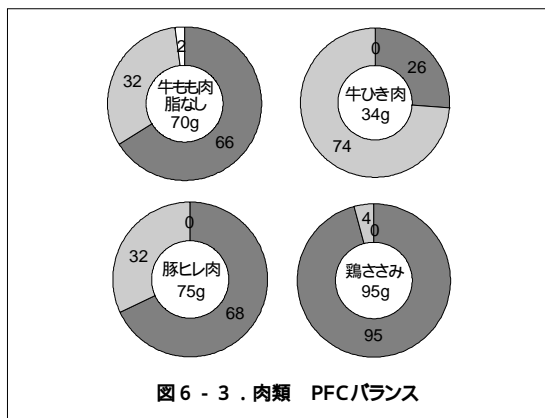 2
32
牛もも肉
脂なし
70g
66
0
26
牛ひき肉
34g
74
0
32
豚ヒレ肉
75g
68
4
0
鶏ささみ
95g
95
図6-3.肉類 PFCバランス